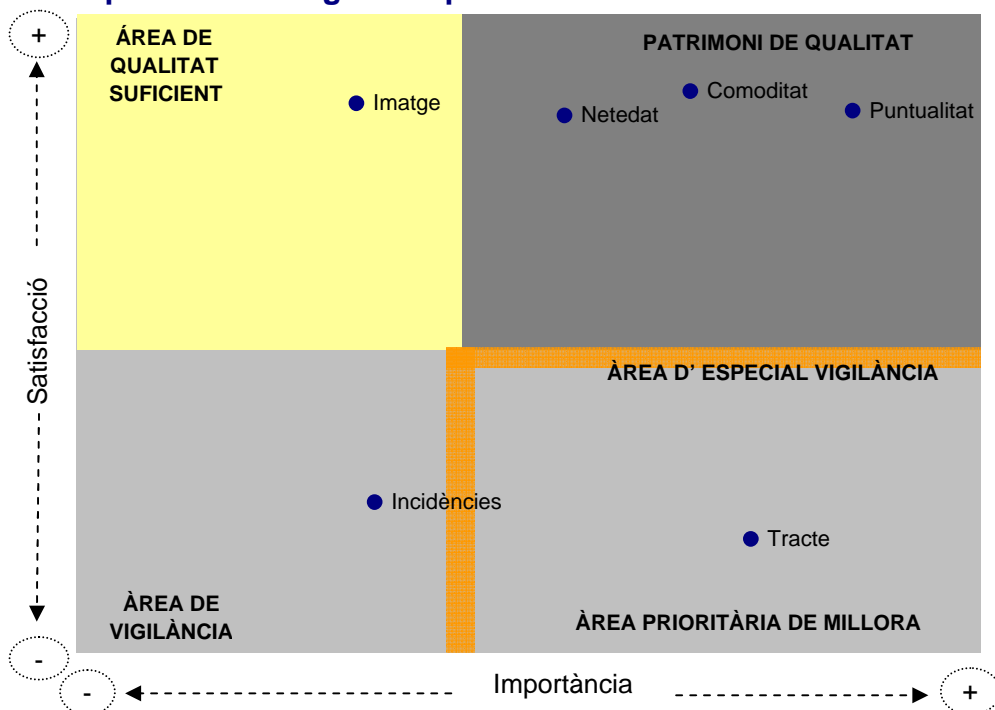 +
ÁREA DE
QUALITAT
SUFICIENT
PATRIMONI DE QUALITAT
Imatge
Netedat
Comoditat
Puntualitat
Satisfacció
ÀREA D’ ESPECIAL VIGILÀNCIA
Incidències
Tracte
ÀREA DE
VIGILÀNCIA
ÀREA PRIORITÀRIA DE MILLORA
-
-
Importància
+